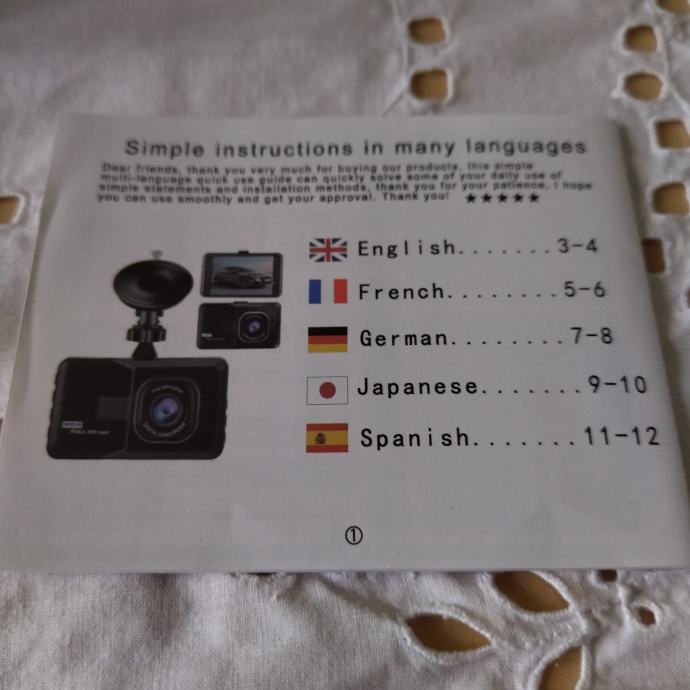 Simple instructions in many languages
Dear friends, thank you very much for buying our products, this simple
multi-language quick use guide can quickly solve some of your daily use of
simple statements and installation methods, thank you for your patience, I hope
you can use smoothly and get your approval. Thank you! ★★★★★
English.......3-4
French........5-6
German........7-8
Japanese.......9-10
Spanish.......11-12
FULL HD 1080P
①